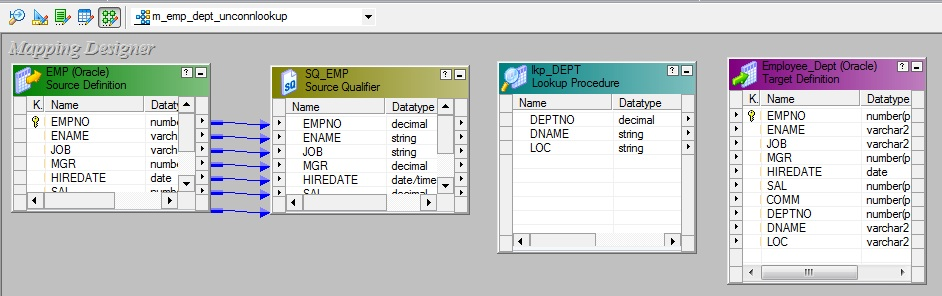 m_emp_dept_unconnlookup
Mapping Designer
EMP (Oracle)
Source Definition
K. Name Datatyp
EMPNO numbe
ENAME varch
JOB varch
MGR numbe
HIREDATE date
SAL numbe
SQ_EMP
Source Qualifier
Name Datatype
EMPNO decimal
ENAME string
JOB string
MGR decimal
HIREDATE date/time
SAL decimal
lkp_DEPT
Lookup Procedure
Name Datatype
DEPTNO decimal
DNAME string
LOC string
Employee_Dept (Oracle)
Target Definition
K. Name Datatype
EMPNO number(p
ENAME varchar2
JOB varchar2
MGR number(p
HIREDATE date
SAL number(p
COMM number(p
DEPTNO number(p
DNAME varchar2
LOC varchar2